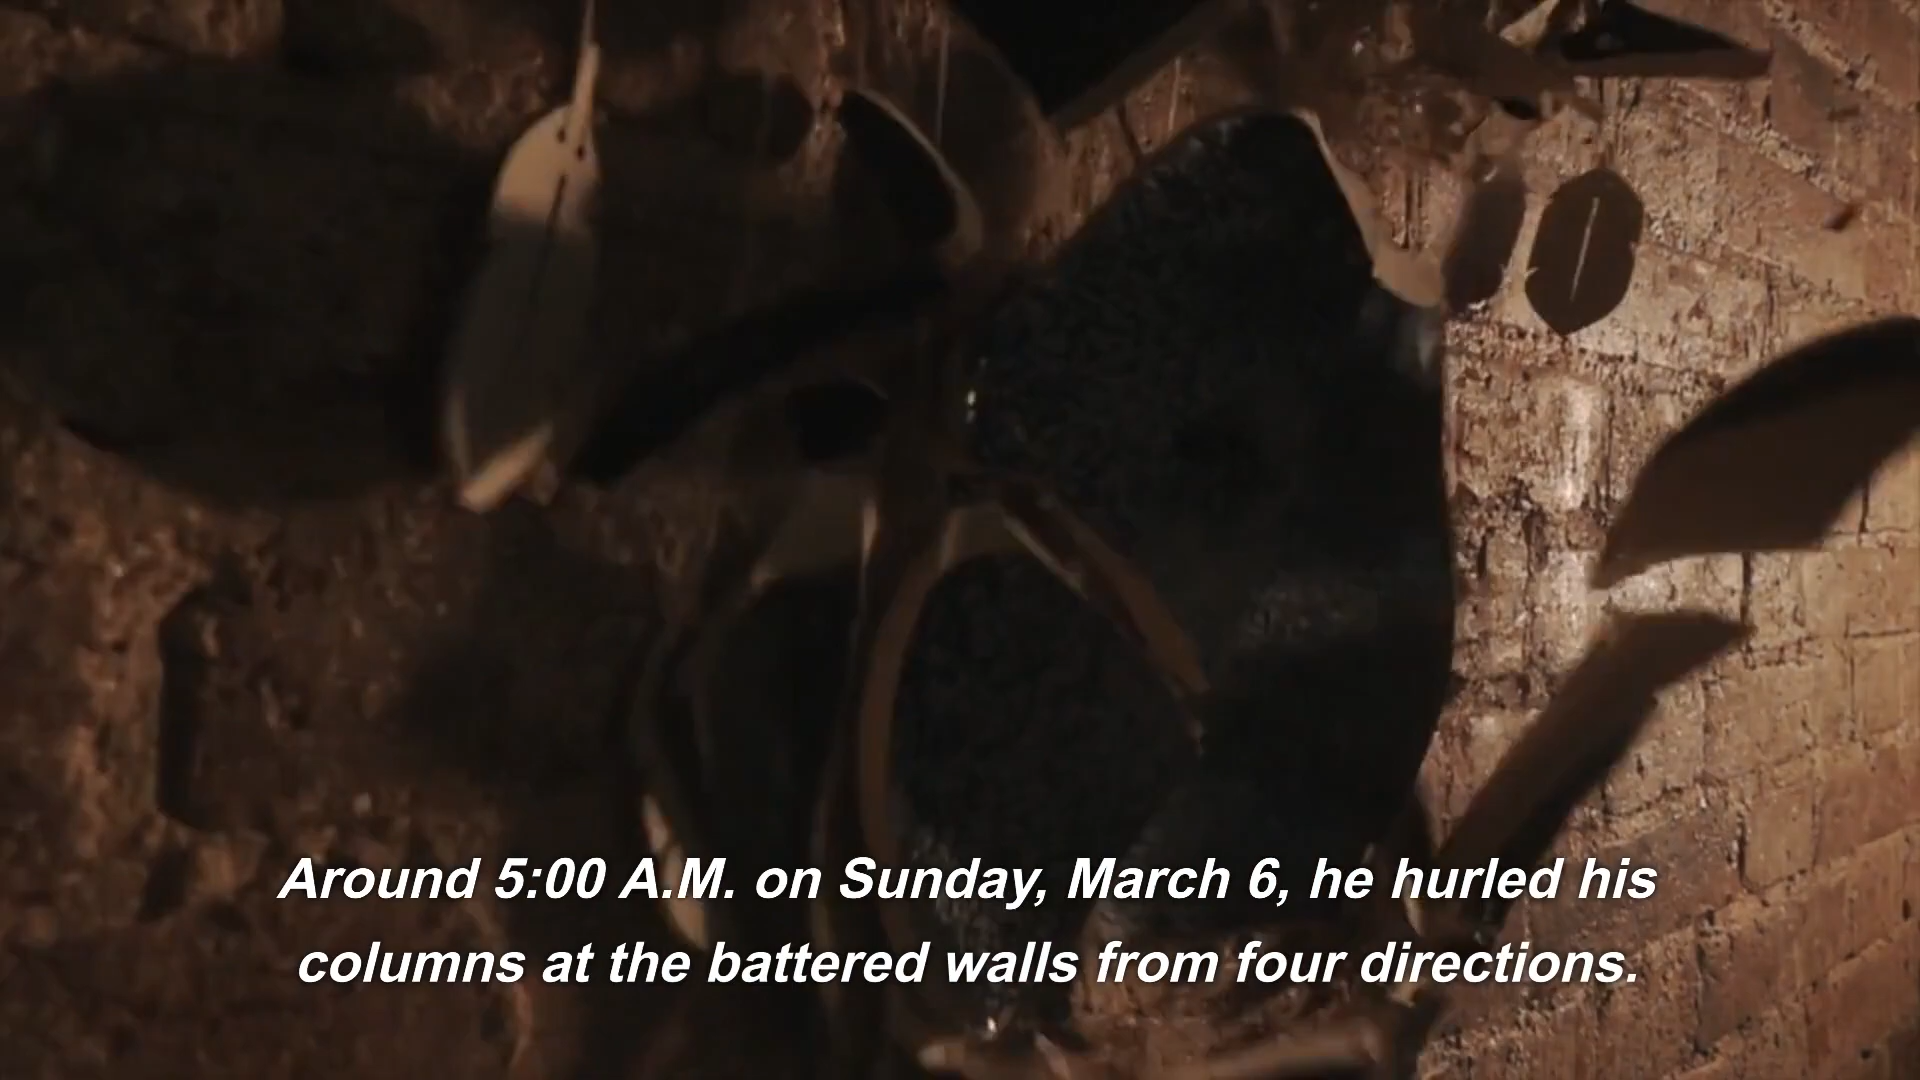 Around 5:00 A.M. on Sunday, March 6, he hurled his
columns at the battered walls from four directions.